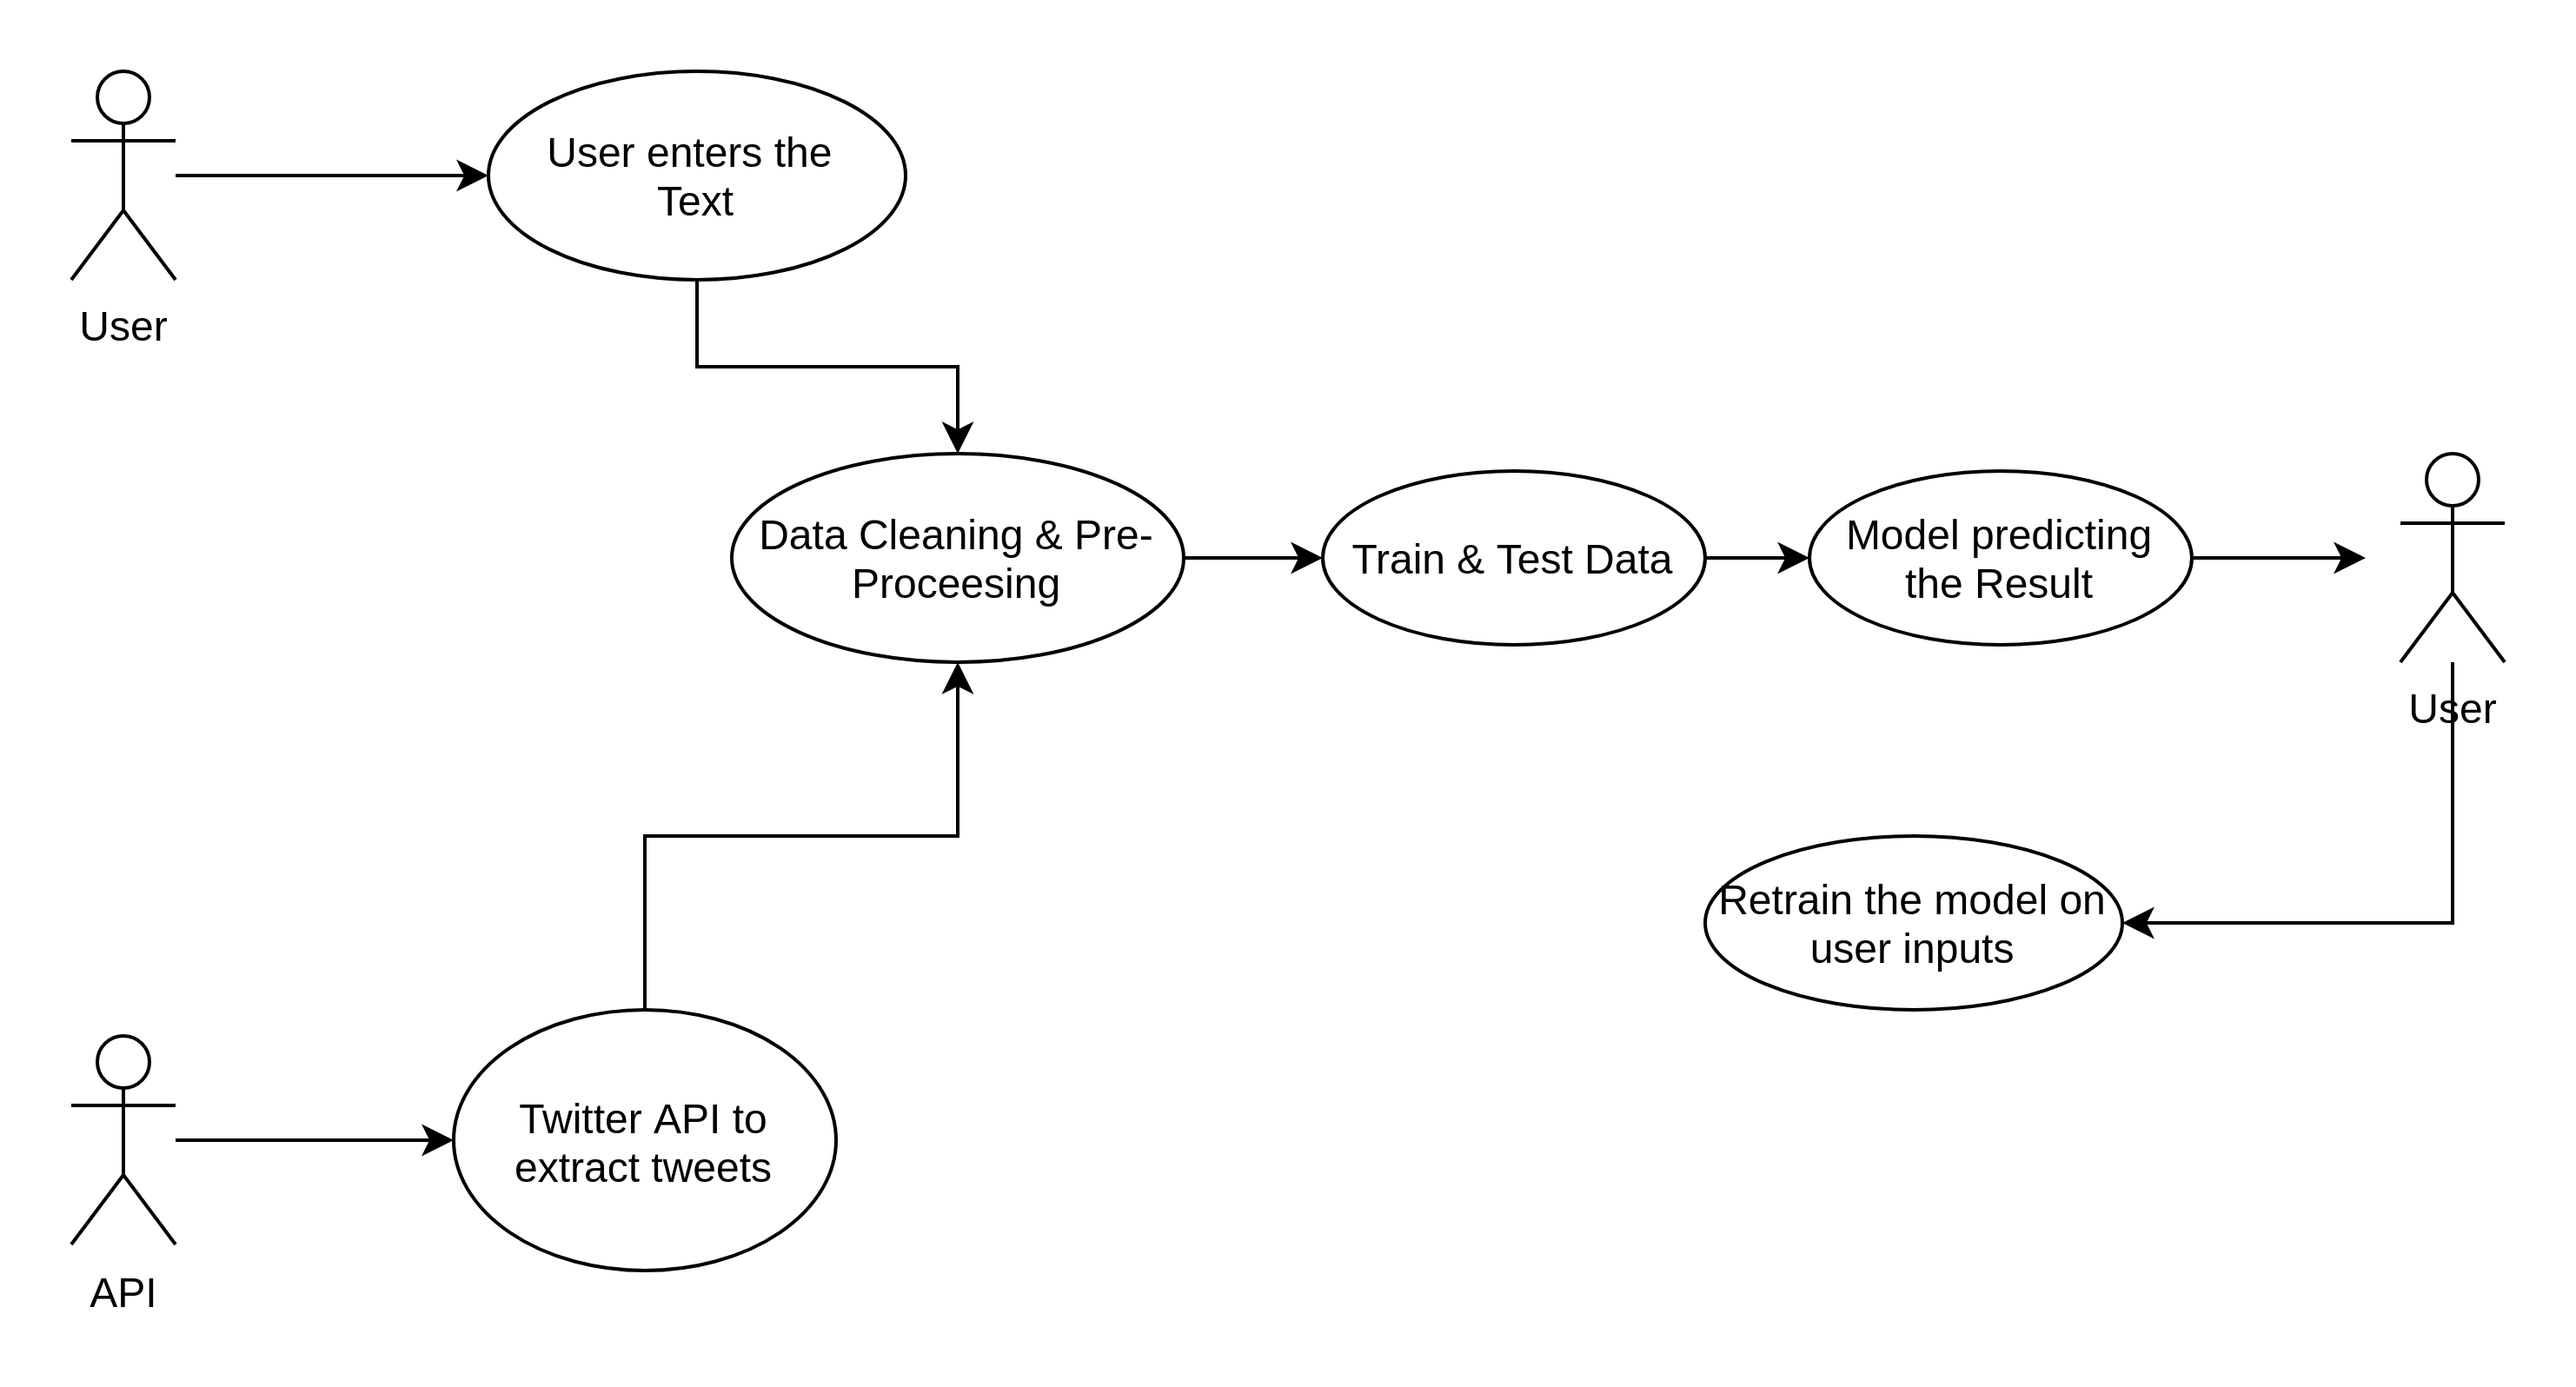 User enters the
Text
User
Data Cleaning & Pre-
Proceesing
Train & Test Data
Model predicting
the Result
User
Retrain the model on
user inputs
Twitter API to
extract tweets
API